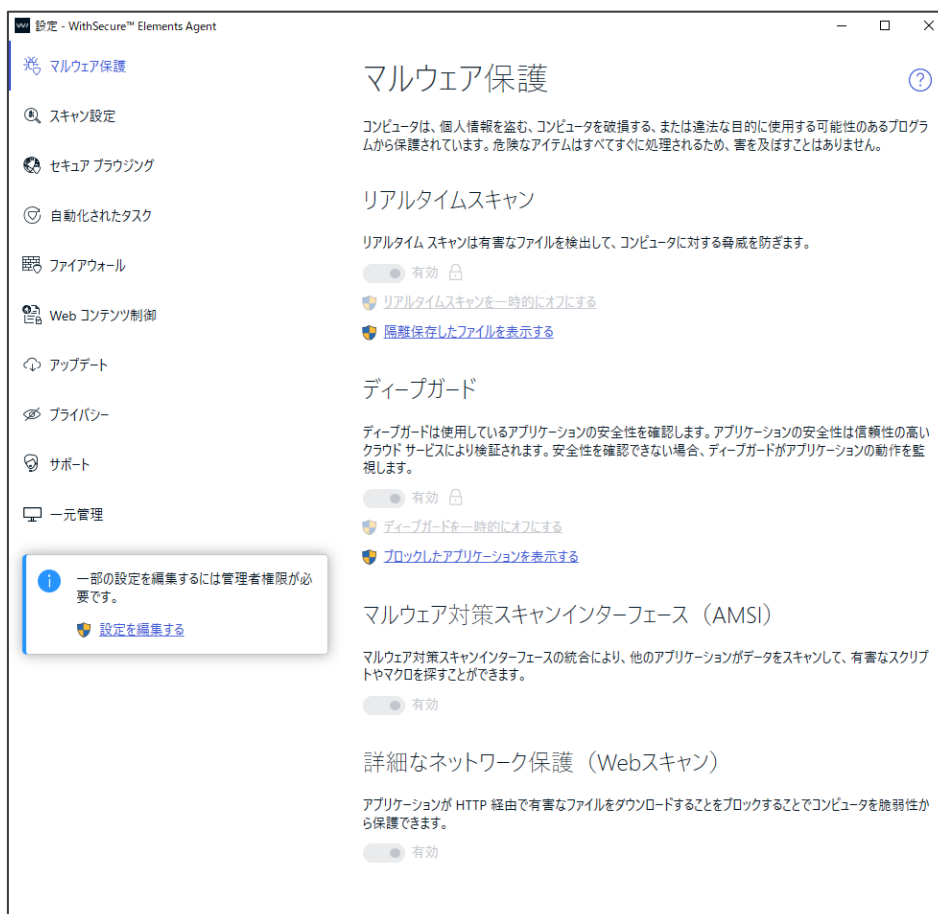 設定 - WithSecure™ Elements Agent
マルウェア保護
スキャン設定
セキュア ブラウジング
自動化されたタスク
ファイアウォール
Web コンテンツ制御
アップデート
プライバシー
サポート
一元管理
一部の設定を編集するには管理者権限が必
要です。
設定を編集する
マルウェア保護
コンピュータは、個人情報を盗む、コンピュータを破損する、または違法な目的に使用する可能性のあるプログラ
ムから保護されています。危険なアイテムはすべてすぐに処理されるため、害を及ぼすことはありません。
リアルタイムスキャン
リアルタイム スキャンは有害なファイルを検出して、コンピュータに対する脅威を防ぎます。
有効
リアルタイムスキャンを一時的にオフにする
隔離保存したファイルを表示する
ディープガード
ディープガードは使用しているアプリケーションの安全性を確認します。アプリケーションの安全性は信頼性の高い
クラウド サービスにより検証されます。安全性を確認できない場合、ディープガードがアプリケーションの動作を監
視します。
有効
ディープガードを一時的にオフにする
ブロックしたアプリケーションを表示する
マルウェア対策スキャンインターフェース（AMSI）
マルウェア対策スキャンインターフェースの統合により、他のアプリケーションがデータをスキャンして、有害なスクリプ
トやマクロを探すことができます。
有効
詳細なネットワーク保護（Webスキャン）
アプリケーションが HTTP 経由で有害なファイルをダウンロードすることをブロックすることでコンピュータを脆弱性か
ら保護できます。
有効